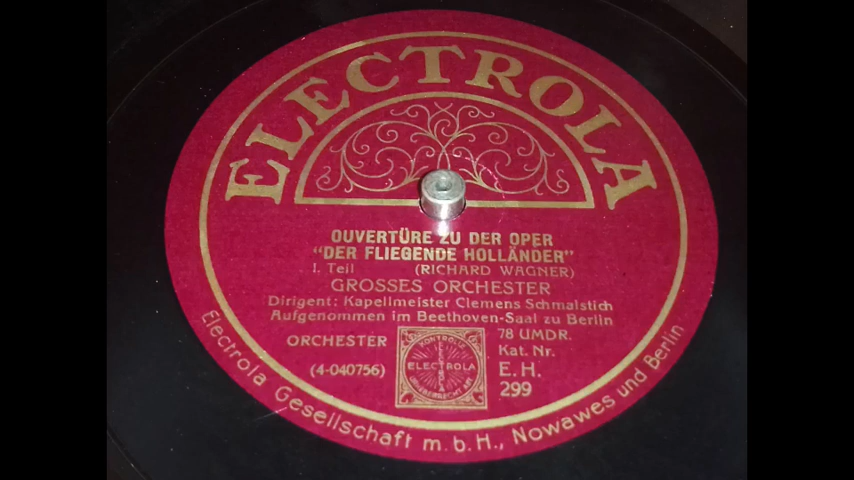 ELECTROLA
OUVERTÜRE ZU DER OPER
"DER FLIEGENDE HOLLÄNDER"
I. Teil (RICHARD WAGNER)
GROSSES ORCHESTER
Dirigent: Kapellmeister Clemens Schmalstich
Aufgenommen im Beethoven-Saal zu Berlin
ORCHESTER
(4-040756)
KONTROLLE
ELECTROLA
78 UMDR.
Kat. Nr.
E. H.
299
Electrola Gesellschaft m. b. H., Nowawes und Berlin